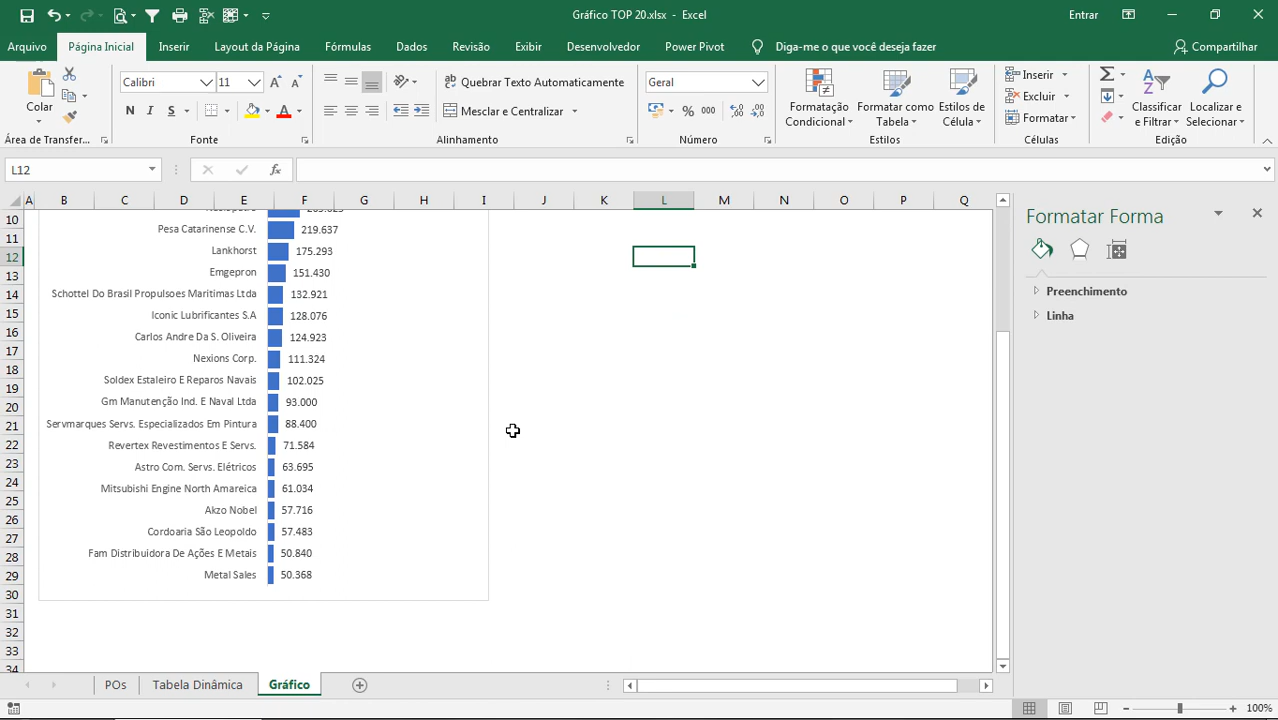 Gráfico TOP 20.xlsx - Excel
Entrar
Arquivo Página Inicial Inserir Layout da Página Fórmulas Dados Revisão Exibir Desenvolvedor Power Pivot Diga-me o que você deseja fazer Compartilhar
Colar
Área de Transfer...
Calibri 11
N I S A
Fonte
Quebrar Texto Automaticamente
Mesclar e Centralizar
Alinhamento
Geral
% 000
Número
Formatação Condicional
Formatar como Tabela
Estilos de Célula
Estilos
Inserir
Excluir
Formatar
Células
Classificar e Filtrar
Localizar e Selecionar
Edição
L12
fx
A B C D E F G H I J K L M N O P Q
10
11
12
13
14
15
16
17
18
19
20
21
22
23
24
25
26
27
28
29
30
31
32
33
34
Pesa Catarinense C.V. 219.637
Lankhorst 175.293
Emgepron 151.430
Schottel Do Brasil Propulsoes Maritimas Ltda 132.921
Iconic Lubrificantes S.A 128.076
Carlos Andre Da S. Oliveira 124.923
Nexions Corp. 111.324
Soldex Estaleiro E Reparos Navais 102.025
Gm Manutenção Ind. E Naval Ltda 93.000
Servmarques Servs. Especializados Em Pintura 88.400
Revertex Revestimentos E Servs. 71.584
Astro Com. Servs. Elétricos 63.695
Mitsubishi Engine North Amareica 61.034
Akzo Nobel 57.716
Cordoaria São Leopoldo 57.483
Fam Distribuidora De Ações E Metais 50.840
Metal Sales 50.368
Formatar Forma
Preenchimento
Linha
POs Tabela Dinâmica Gráfico
100%